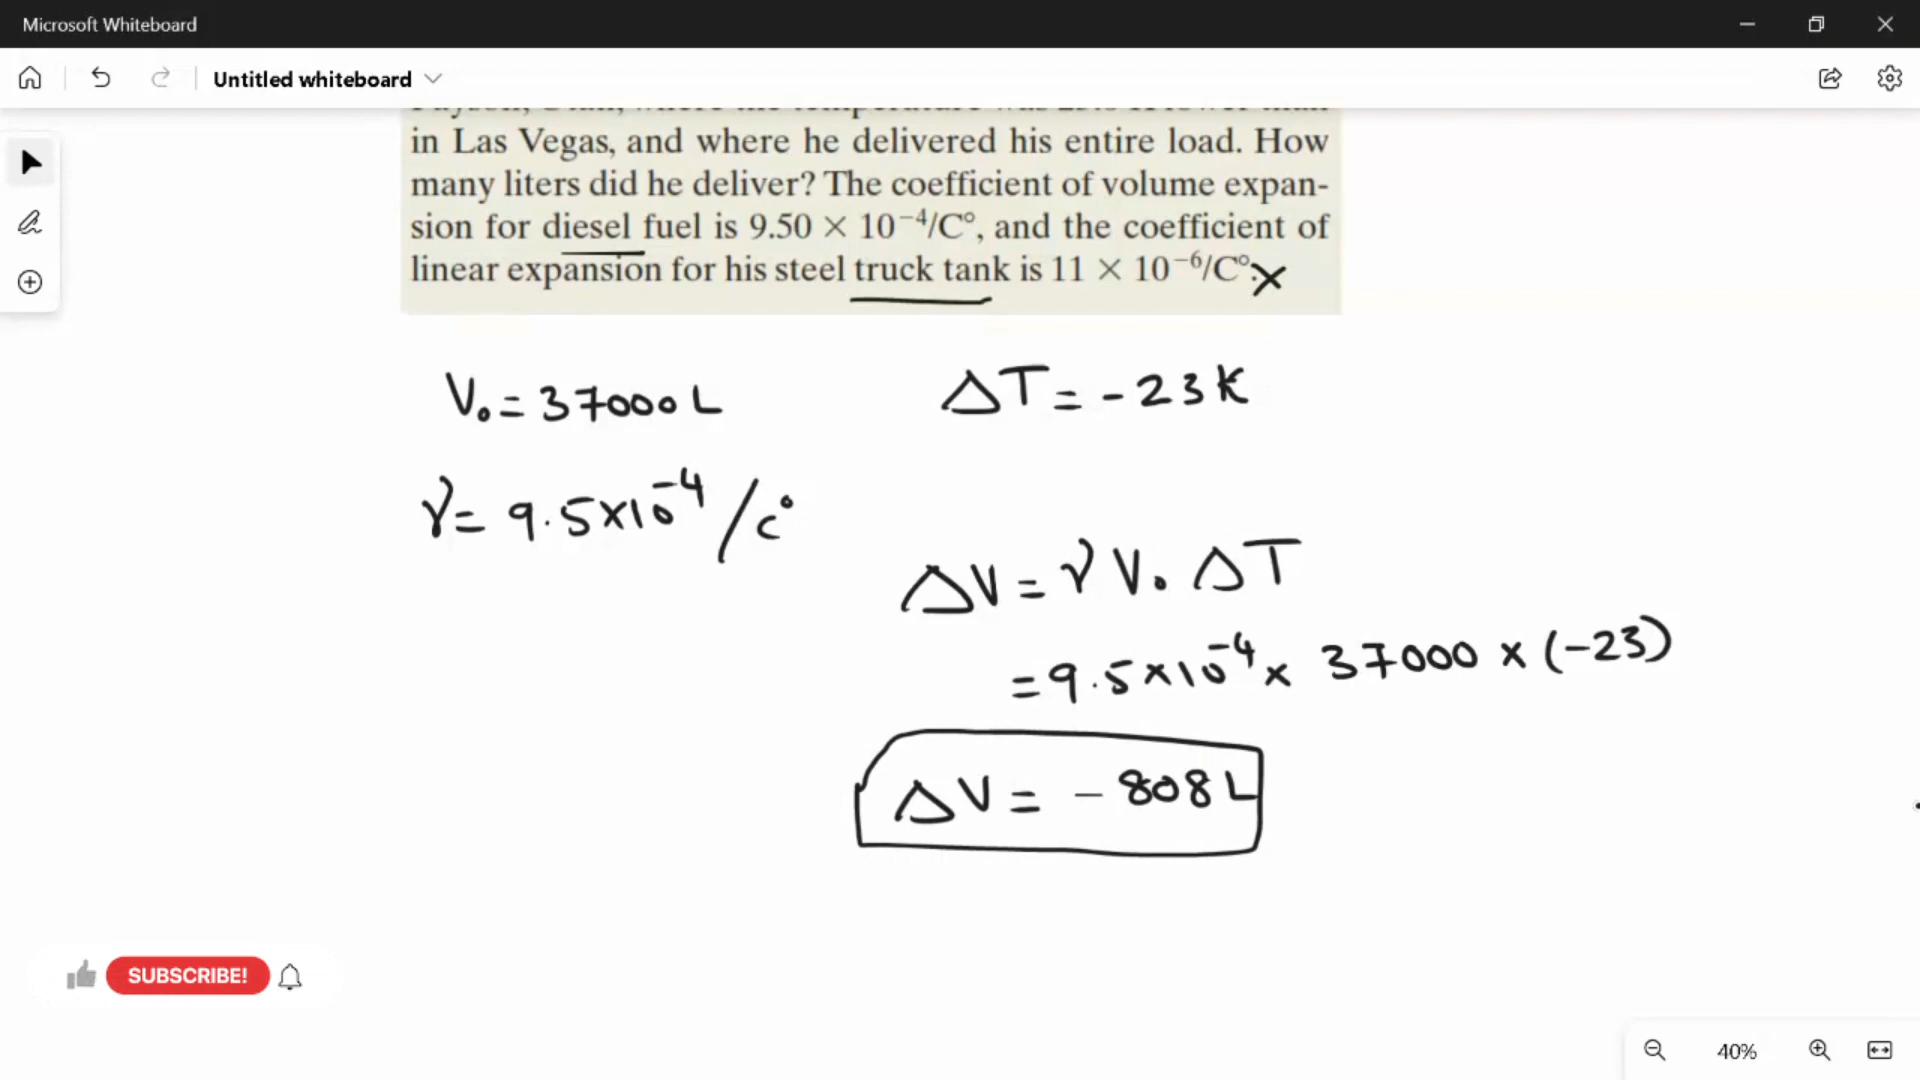 Microsoft Whiteboard
Untitled whiteboard
in Las Vegas, and where he delivered his entire load. How
many liters did he deliver? The coefficient of volume expan-
sion for diesel fuel is 9.50 × 10⁻⁴/C°, and the coefficient of
linear expansion for his steel truck tank is 11 × 10⁻⁶/C°. X
V₀ = 37000 L
ΔT = -23 K
γ = 9.5×10⁻⁴/C°
ΔV = γ V₀ ΔT
= 9.5×10⁻⁴ × 37000 × (-23)
ΔV = - 808 L
SUBSCRIBE!
40%